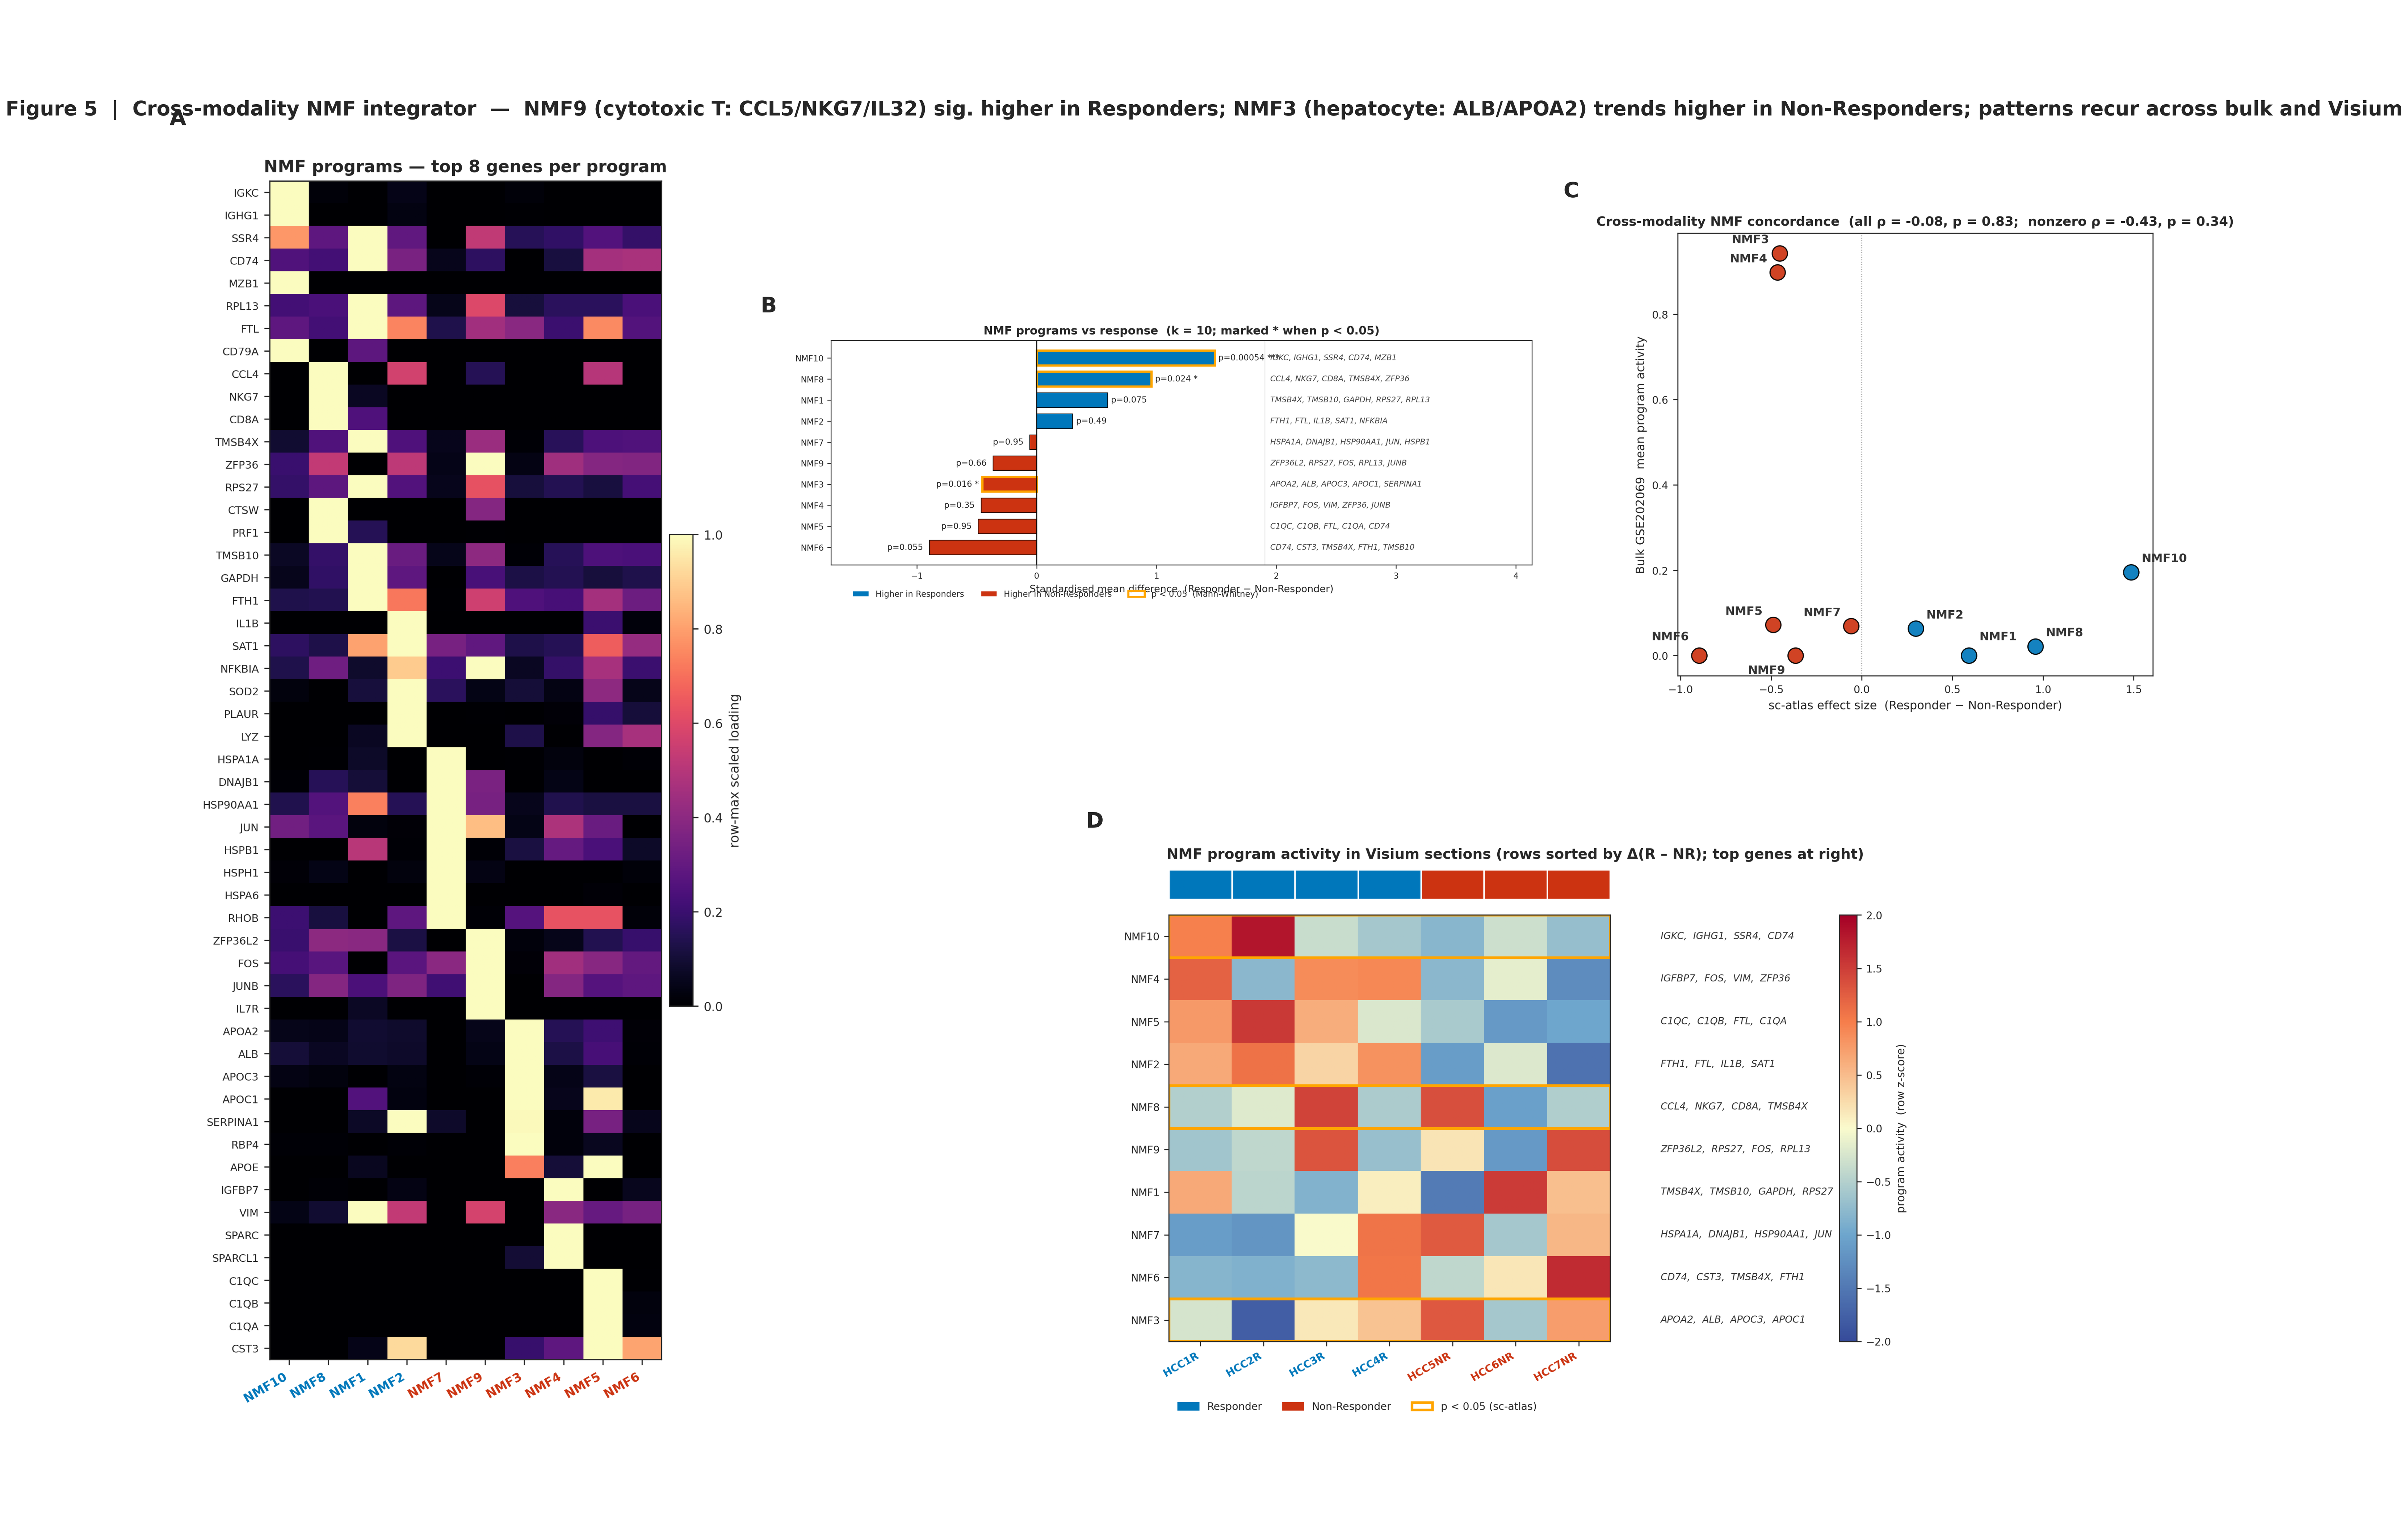 Figure 5 | Cross-modality NMF integrator — NMF9 (cytotoxic T: CCL5/NKG7/IL32) sig. higher in Responders; NMF3 (hepatocyte: ALB/APOA2) trends higher in Non-Responders; patterns recur across bulk and Visium
A
NMF programs — top 8 genes per program
IGKC
IGHG1
SSR4
CD74
MZB1
RPL13
FTL
CD79A
CCL4
NKG7
CD8A
TMSB4X
ZFP36
RPS27
CTSW
PRF1
TMSB10
GAPDH
FTH1
IL1B
SAT1
NFKBIA
SOD2
PLAUR
LYZ
HSPA1A
DNAJB1
HSP90AA1
JUN
HSPB1
HSPH1
HSPA6
RHOB
ZFP36L2
FOS
JUNB
IL7R
APOA2
ALB
APOC3
APOC1
SERPINA1
RBP4
APOE
IGFBP7
VIM
SPARC
SPARCL1
C1QC
C1QB
C1QA
CST3
NMF10 NMF8 NMF1 NMF2 NMF7 NMF9 NMF3 NMF4 NMF5 NMF6
1.0
0.8
0.6
0.4
0.2
0.0
row-max scaled loading
B
NMF programs vs response (k = 10; marked * when p < 0.05)
NMF10 p=0.00054 *** IGKC, IGHG1, SSR4, CD74, MZB1
NMF8 p=0.024 * CCL4, NKG7, CD8A, TMSB4X, ZFP36
NMF1 p=0.075 TMSB4X, TMSB10, GAPDH, RPS27, RPL13
NMF2 p=0.49 FTH1, FTL, IL1B, SAT1, NFKBIA
NMF7 p=0.95 HSPA1A, DNAJB1, HSP90AA1, JUN, HSPB1
NMF9 p=0.66 ZFP36L2, RPS27, FOS, RPL13, JUNB
NMF3 p=0.016 * APOA2, ALB, APOC3, APOC1, SERPINA1
NMF4 p=0.35 IGFBP7, FOS, VIM, ZFP36, JUNB
NMF5 p=0.95 C1QC, C1QB, FTL, C1QA, CD74
NMF6 p=0.055 CD74, CST3, TMSB4X, FTH1, TMSB10
−1 0 1 2 3 4
Standardised mean difference (Responder − Non-Responder)
Higher in Responders Higher in Non-Responders p < 0.05 (Mann-Whitney)
C
Cross-modality NMF concordance (all ρ = -0.08, p = 0.83; nonzero ρ = -0.43, p = 0.34)
Bulk GSE202069 mean program activity
0.8
0.6
0.4
0.2
0.0
NMF3
NMF4
NMF10
NMF5
NMF7
NMF2
NMF6
NMF1
NMF8
NMF9
−1.0 −0.5 0.0 0.5 1.0 1.5
sc-atlas effect size (Responder − Non-Responder)
D
NMF program activity in Visium sections (rows sorted by Δ(R – NR); top genes at right)
NMF10 IGKC, IGHG1, SSR4, CD74
NMF4 IGFBP7, FOS, VIM, ZFP36
NMF5 C1QC, C1QB, FTL, C1QA
NMF2 FTH1, FTL, IL1B, SAT1
NMF8 CCL4, NKG7, CD8A, TMSB4X
NMF9 ZFP36L2, RPS27, FOS, RPL13
NMF1 TMSB4X, TMSB10, GAPDH, RPS27
NMF7 HSPA1A, DNAJB1, HSP90AA1, JUN
NMF6 CD74, CST3, TMSB4X, FTH1
NMF3 APOA2, ALB, APOC3, APOC1
HCC1R HCC2R HCC3R HCC4R HCC5NR HCC6NR HCC7NR
Responder Non-Responder p < 0.05 (sc-atlas)
2.0
1.5
1.0
0.5
0.0
−0.5
−1.0
−1.5
−2.0
program activity (row z-score)